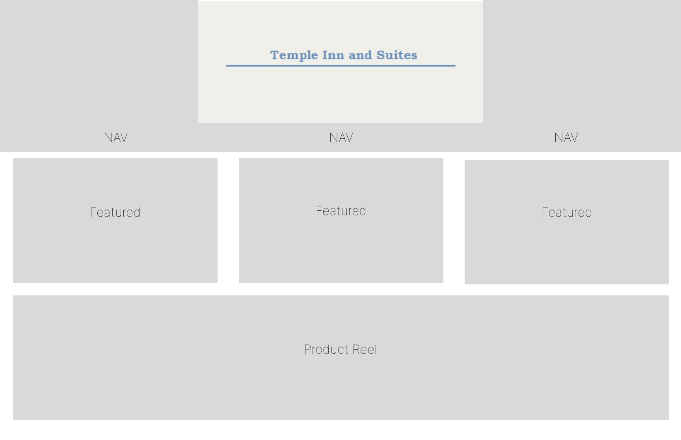 Temple Inn and Suites
NAV NAV NAV
Featured Featured Featured
Product Reel